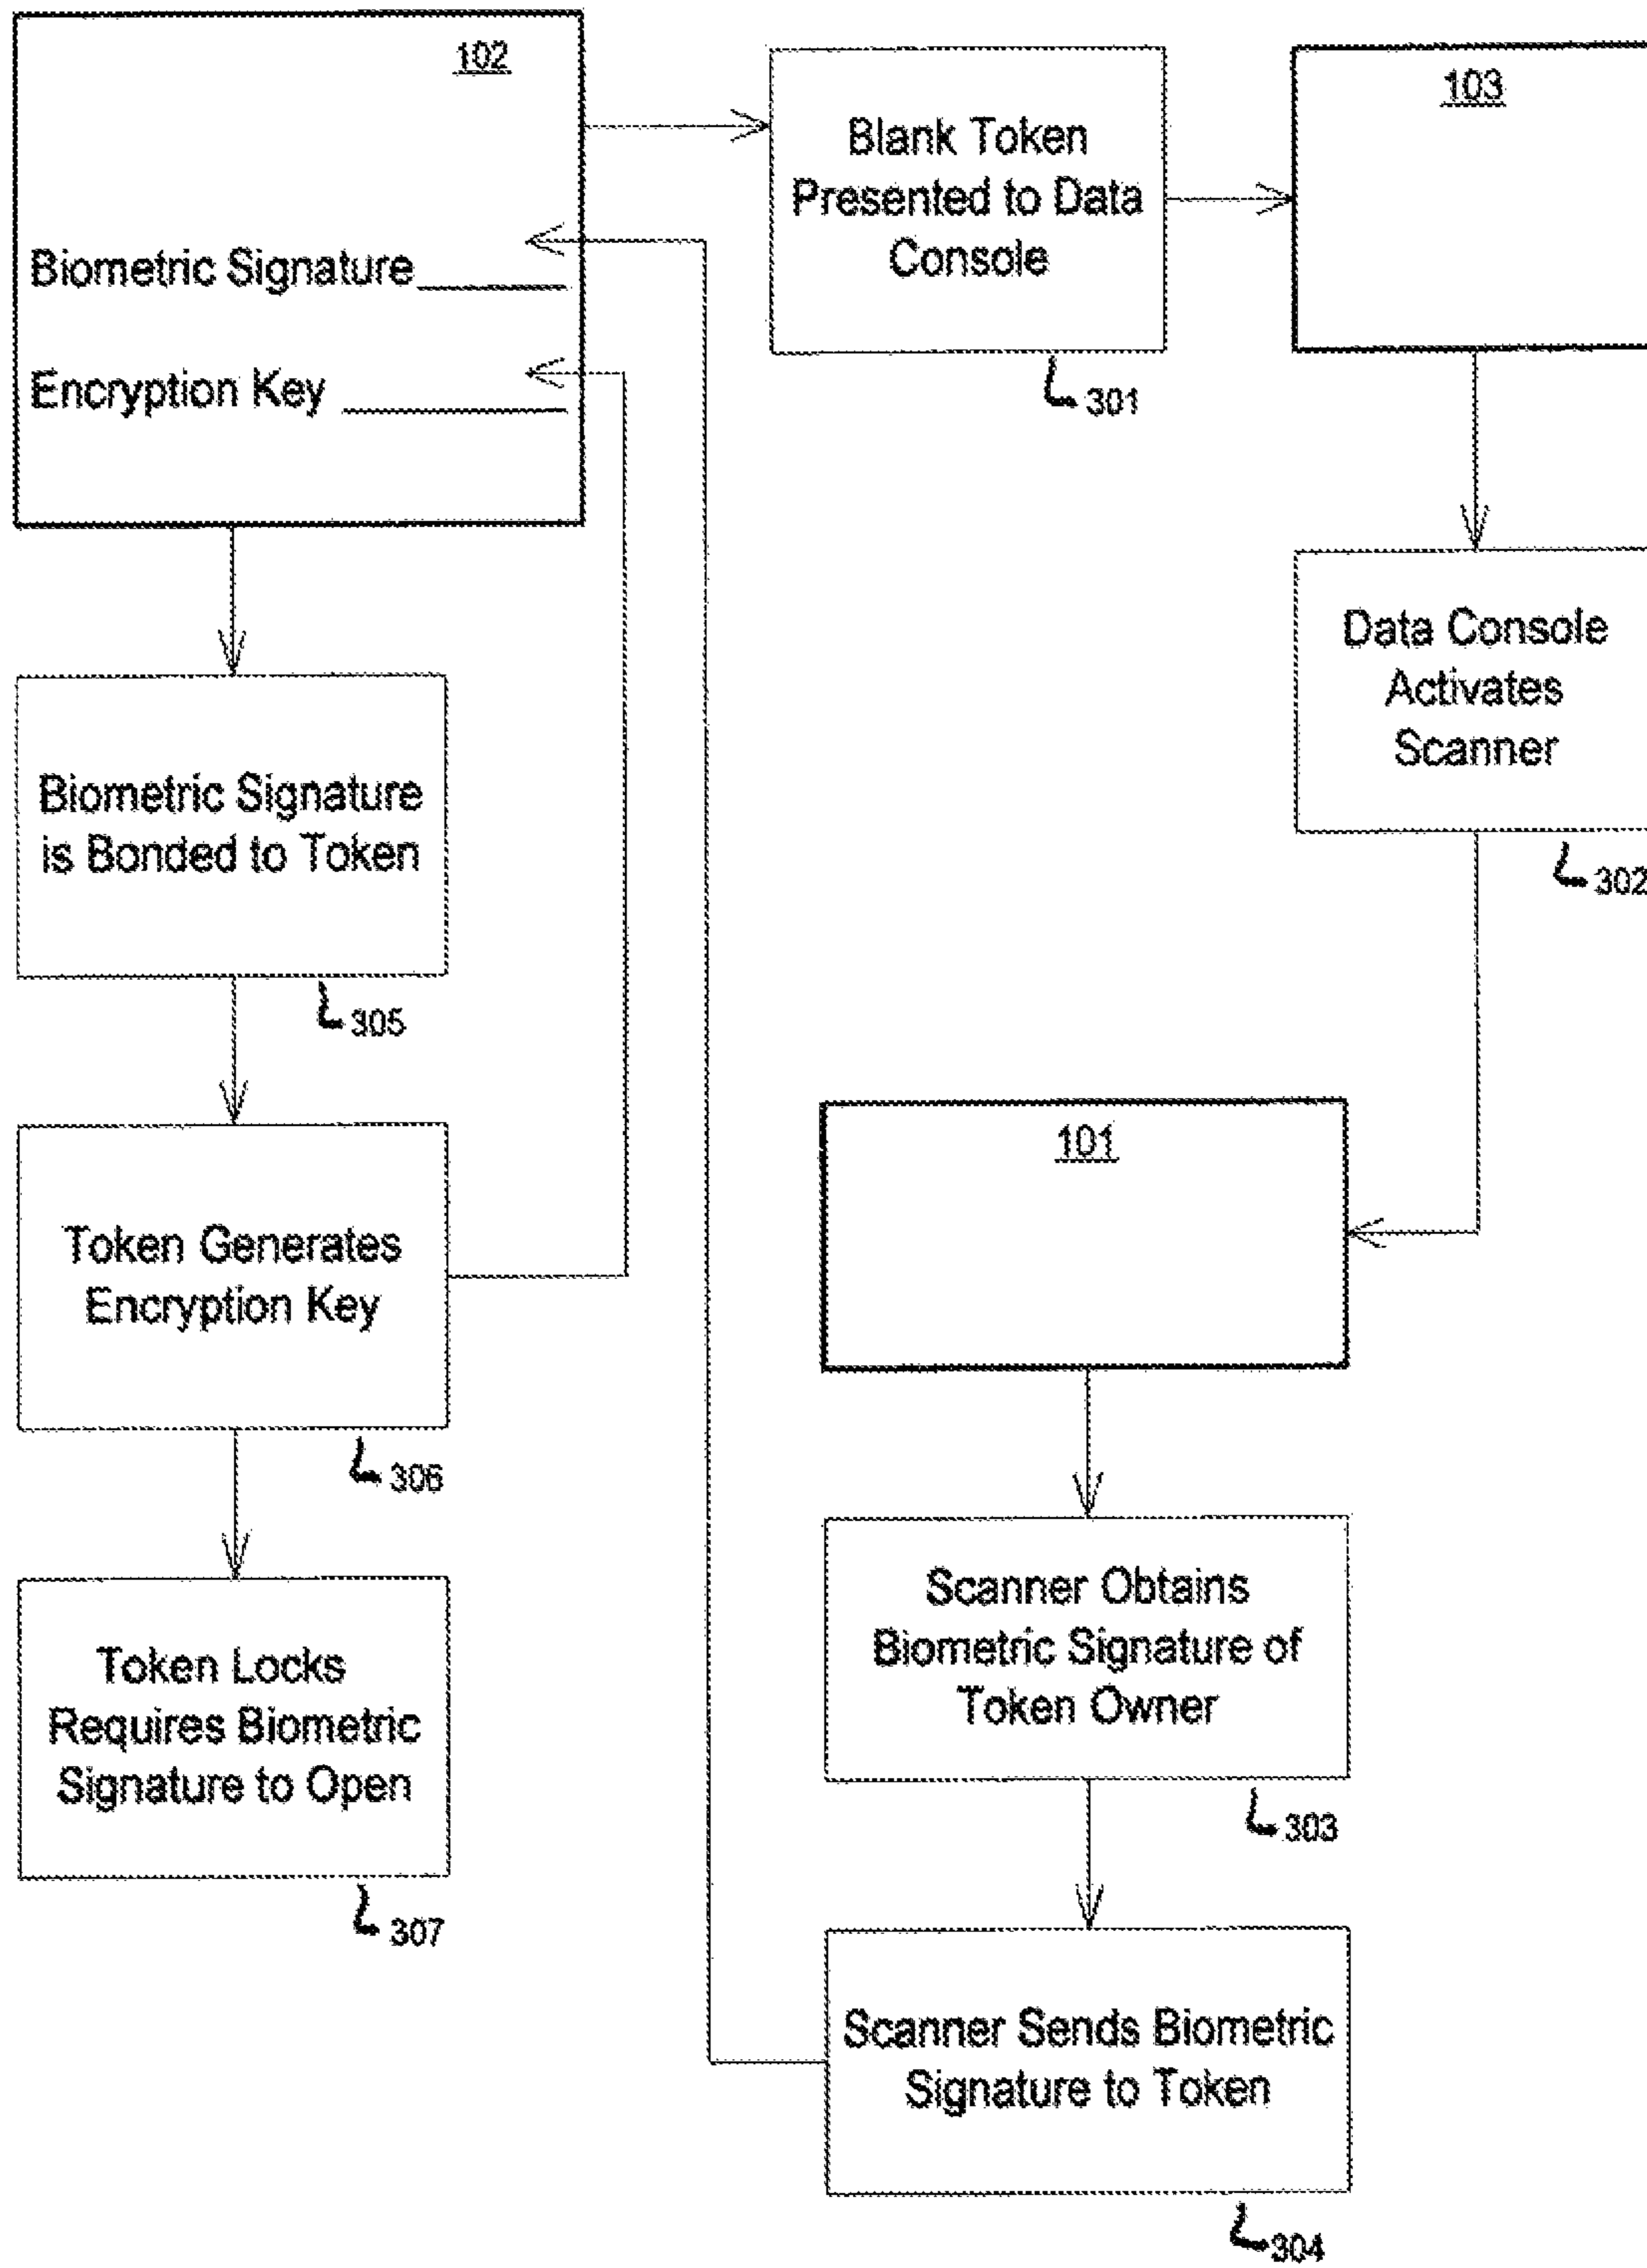 102
Biometric Signature
Encryption Key
Blank Token
Presented to Data
Console
301
103
Data Console
Activates
Scanner
302
101
Scanner Obtains
Biometric Signature of
Token Owner
303
Scanner Sends Biometric
Signature to Token
304
Biometric Signature
is Bonded to Token
305
Token Generates
Encryption Key
306
Token Locks
Requires Biometric
Signature to Open
307